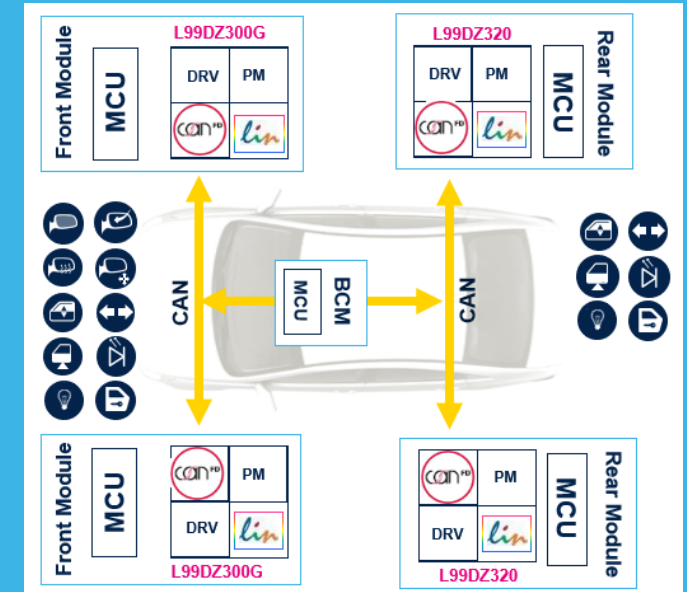 L99DZ300G
Front Module
MCU
DRV PM
CAN FD
lin
L99DZ320
DRV PM
CAN FD
lin
MCU
Rear Module
CAN
MCU
BCM
CAN
Front Module
MCU
CAN FD
PM
DRV
lin
L99DZ300G
CAN FD
PM
DRV
lin
MCU
Rear Module
L99DZ320